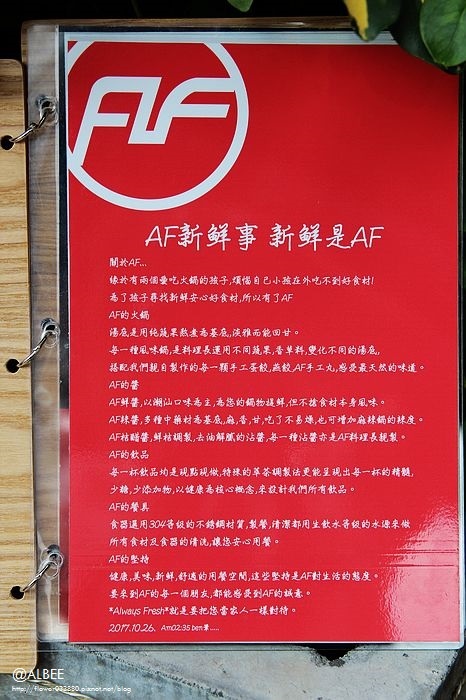 AF
AF新鮮事 新鮮是AF
關於AF...
緣於有兩個愛吃火鍋的孩子,煩惱自己小孩在外吃不到好食材!
為了孩子尋找新鮮安心好食材,所以有了AF
AF的火鍋
湯底是用純蔬果熬煮為基底,淡雅而能回甘。
每一種風味鍋,是料理長運用不同蔬果,香草料,變化不同的湯底,
搭配我們親自製作的每一顆手工蛋餃,燕餃,AF手工丸,感受最天然的味道。
AF的醬
AF鮮醬,以潮汕口味為主,為您的鍋物提鮮,但不搶食材本身風味。
AF辣醬,多種中藥材為基底,麻,香,甘,吃了不易燥,也可增加麻辣鍋的辣度。
AF桔醋醬,鮮桔調製,去油解膩的沾醬,每一種沾醬亦是AF料理長親製。
AF的飲品
每一杯飲品均是現點現做,特殊的萃茶調製法更能呈現出每一杯的精髓,
少糖,少添加物,以健康為核心概念,來設計我們所有飲品。
AF的餐具
食器選用304等級的不銹鋼材質,製餐,清潔都用生飲水等級的水源來做
所有食材及食器的清洗,讓您安心用餐。
AF的堅持
健康,美味,新鮮,舒適的用餐空間,這些堅持是AF對生活的態度。
要來到AF的每一個朋友,都能感受到AF的誠意。
*Always Fresh*就是要把您當家人一樣對待。
2017.10.26. Am02:35 ben筆.....
@ALBEE
http://flower013230.pixnet.net/blog